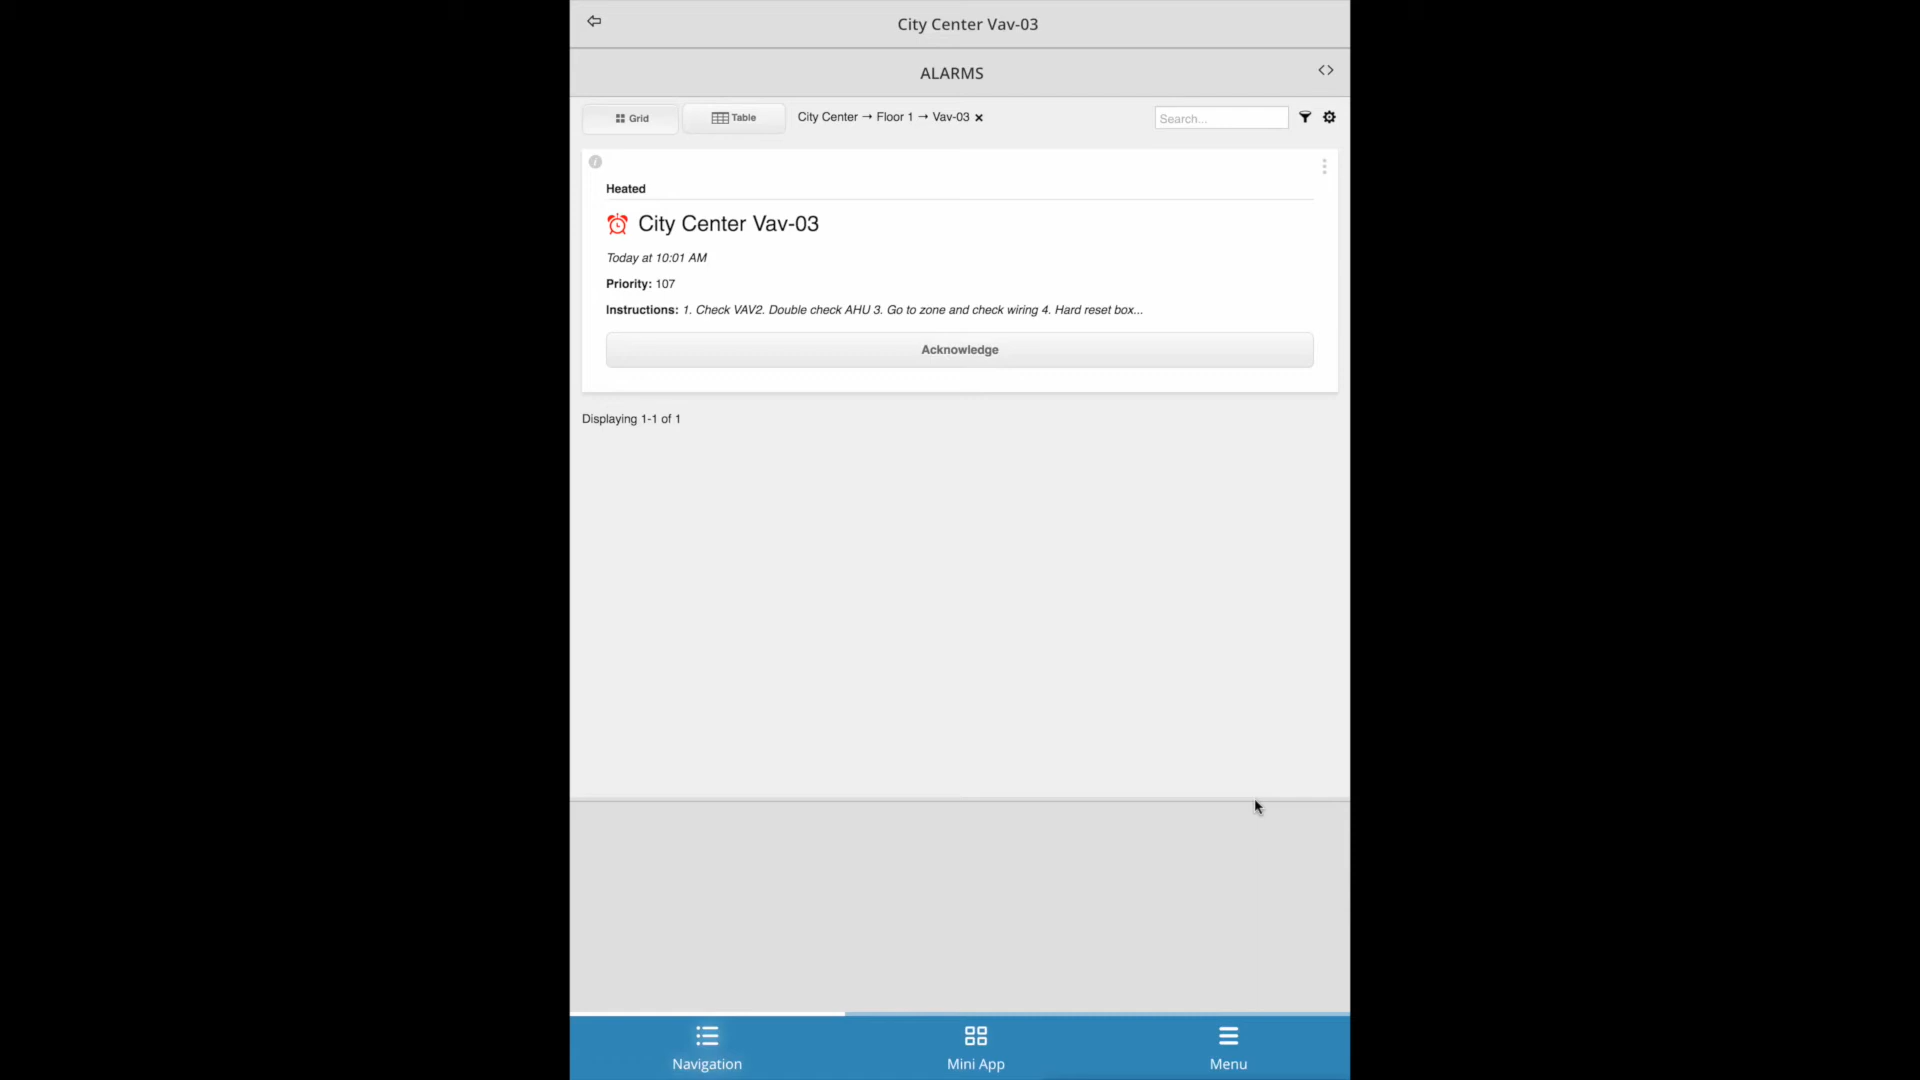 City Center Vav-03
ALARMS
Grid
Table
City Center → Floor 1 → Vav-03 ×
Search...
Heated
City Center Vav-03
Today at 10:01 AM
Priority: 107
Instructions: 1. Check VAV2. Double check AHU 3. Go to zone and check wiring 4. Hard reset box...
Acknowledge
Displaying 1-1 of 1
Navigation
Mini App
Menu